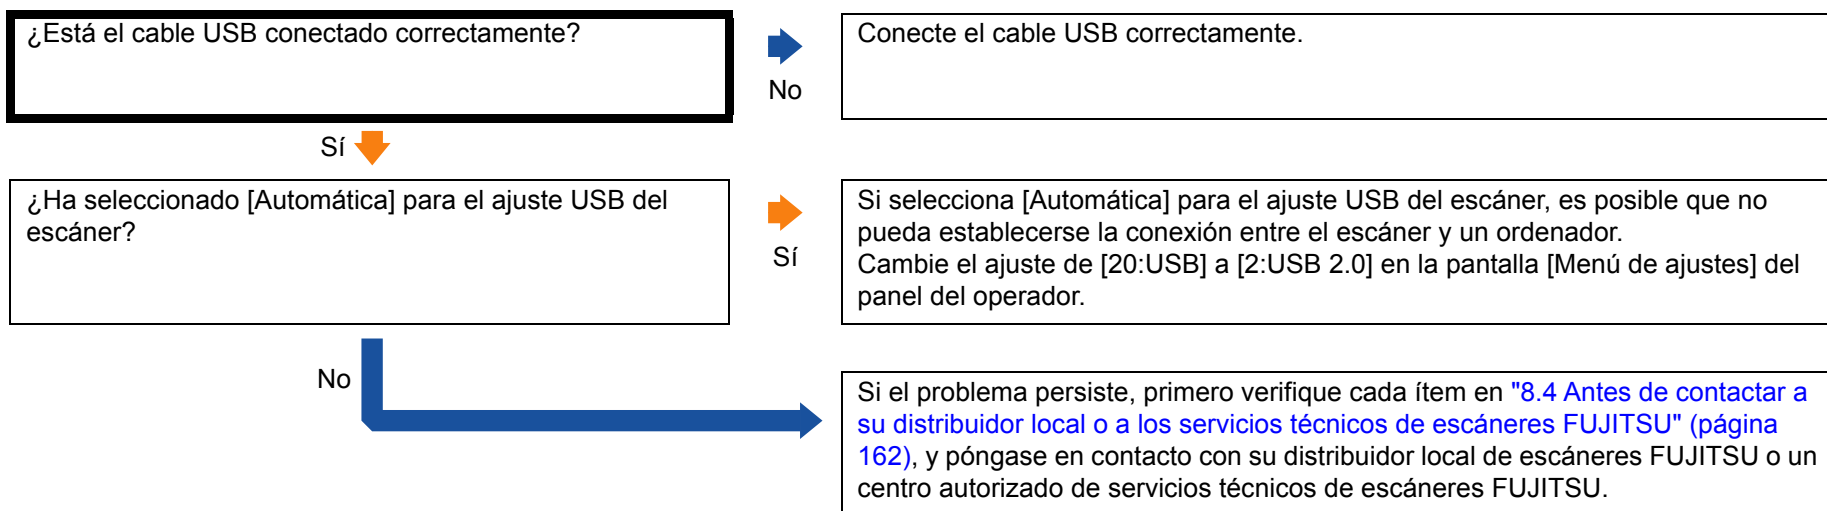 ¿Está el cable USB conectado correctamente?
No
Conecte el cable USB correctamente.
Sí
¿Ha seleccionado [Automática] para el ajuste USB del
escáner?
Sí
Si selecciona [Automática] para el ajuste USB del escáner, es posible que no
pueda establecerse la conexión entre el escáner y un ordenador.
Cambie el ajuste de [20:USB] a [2:USB 2.0] en la pantalla [Menú de ajustes] del
panel del operador.
No
Si el problema persiste, primero verifique cada ítem en "8.4 Antes de contactar a
su distribuidor local o a los servicios técnicos de escáneres FUJITSU" (página
162), y póngase en contacto con su distribuidor local de escáneres FUJITSU o un
centro autorizado de servicios técnicos de escáneres FUJITSU.